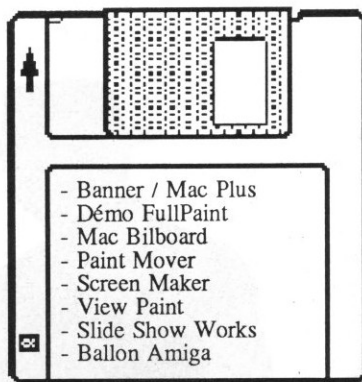 - Banner / Mac Plus
- Démo FullPaint
- Mac Bilboard
- Paint Mover
- Screen Maker
- View Paint
- Slide Show Works
- Ballon Amiga